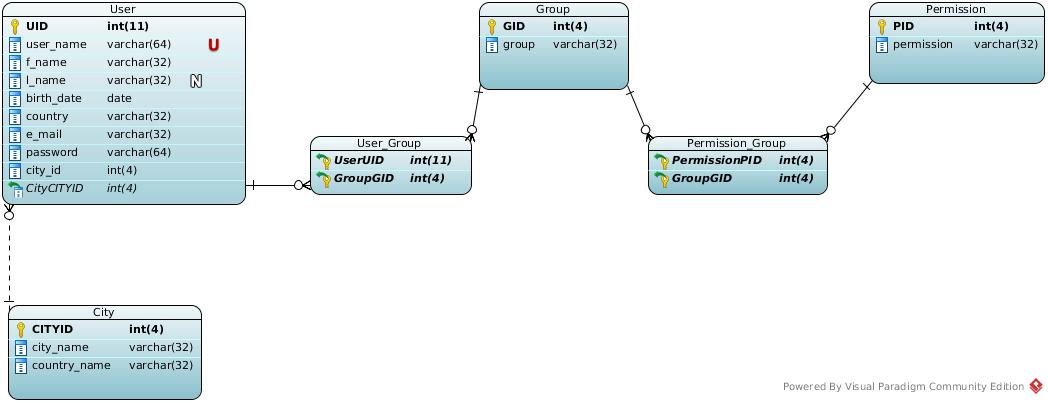 User
UID int(11)
user_name varchar(64) U
f_name varchar(32)
l_name varchar(32) N
birth_date date
country varchar(32)
e_mail varchar(32)
password varchar(64)
city_id int(4)
CityCITYID int(4)
Group
GID int(4)
group varchar(32)
Permission
PID int(4)
permission varchar(32)
User_Group
UserUID int(11)
GroupGID int(4)
Permission_Group
PermissionPID int(4)
GroupGID int(4)
City
CITYID int(4)
city_name varchar(32)
country_name varchar(32)
Powered By Visual Paradigm Community Edition